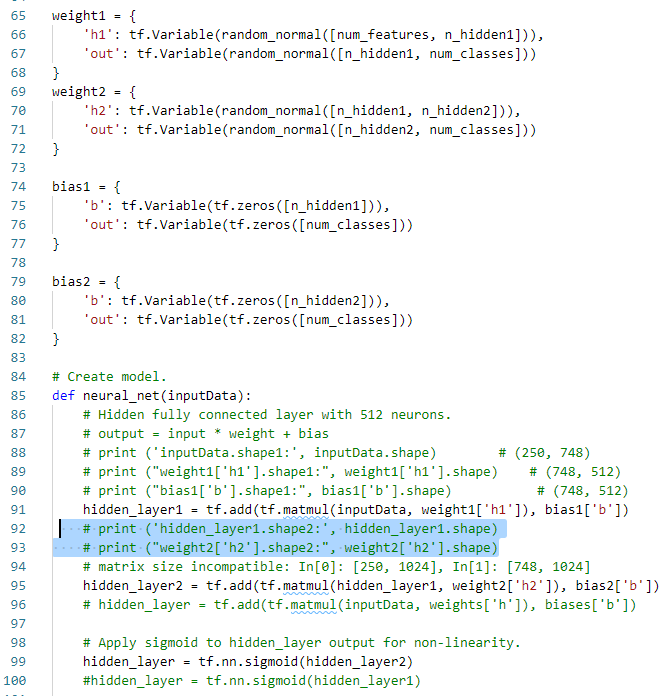 65 weight1 = {
66     'h1': tf.Variable(random_normal([num_features, n_hidden1])),
67     'out': tf.Variable(random_normal([n_hidden1, num_classes]))
68 }
69 weight2 = {
70     'h2': tf.Variable(random_normal([n_hidden1, n_hidden2])),
71     'out': tf.Variable(random_normal([n_hidden2, num_classes]))
72 }
73
74 bias1 = {
75     'b': tf.Variable(tf.zeros([n_hidden1])),
76     'out': tf.Variable(tf.zeros([num_classes]))
77 }
78
79 bias2 = {
80     'b': tf.Variable(tf.zeros([n_hidden2])),
81     'out': tf.Variable(tf.zeros([num_classes]))
82 }
83
84 # Create model.
85 def neural_net(inputData):
86     # Hidden fully connected layer with 512 neurons.
87     # output = input * weight + bias
88     # print ('inputData.shape1:', inputData.shape)        # (250, 748)
89     # print ("weight1['h1'].shape1:", weight1['h1'].shape)    # (748, 512)
90     # print ("bias1['b'].shape1:", bias1['b'].shape)           # (748, 512)
91     hidden_layer1 = tf.add(tf.matmul(inputData, weight1['h1']), bias1['b'])
92     # print ('hidden_layer1.shape2:', hidden_layer1.shape)
93     # print ("weight2['h2'].shape2:", weight2['h2'].shape)
94     # matrix size incompatible: In[0]: [250, 1024], In[1]: [748, 1024]
95     hidden_layer2 = tf.add(tf.matmul(hidden_layer1, weight2['h2']), bias2['b'])
96     # hidden_layer = tf.add(tf.matmul(inputData, weights['h']), biases['b'])
97
98     # Apply sigmoid to hidden_layer output for non-linearity.
99     hidden_layer = tf.nn.sigmoid(hidden_layer2)
100     #hidden_layer = tf.nn.sigmoid(hidden_layer1)